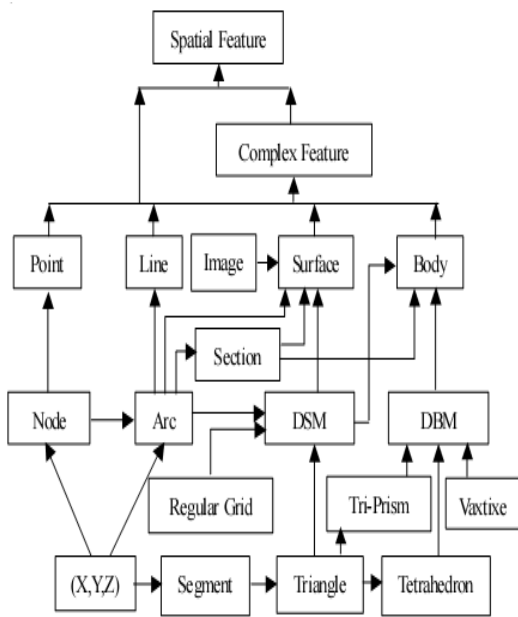 Spatial Feature
Complex Feature
Point
Line
Image
Surface
Body
Section
Node
Arc
DSM
DBM
Regular Grid
Tri-Prism
Vaxtixe
(X,Y,Z)
Segment
Triangle
Tetrahedron